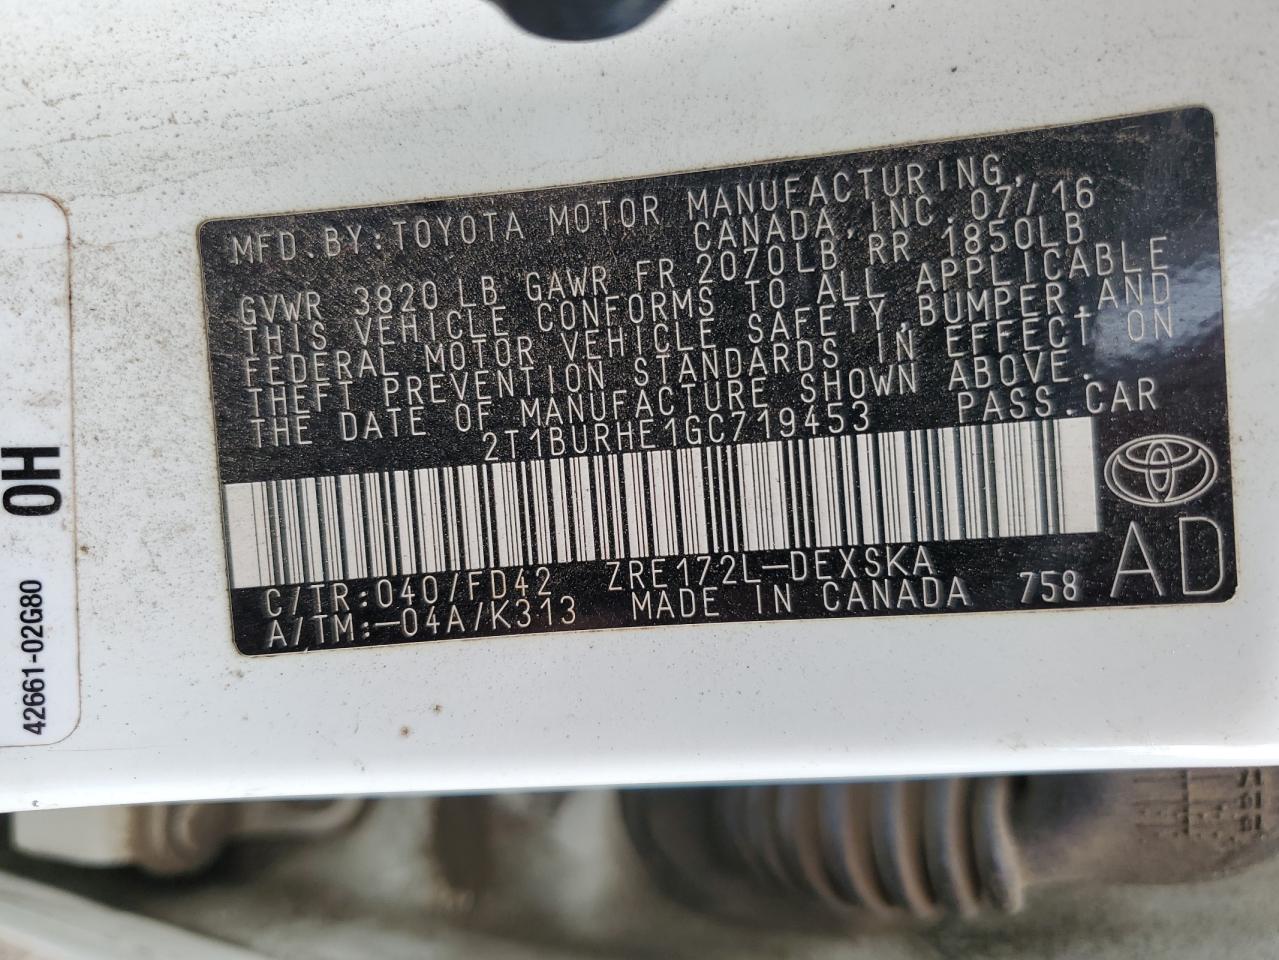 MFD.BY:TOYOTA MOTOR MANUFACTURING,
CANADA,INC.07/16
GVWR 3820 LB GAWR FR 2070LB RR 1850LB
THIS VEHICLE CONFORMS TO ALL APPLICABLE
FEDERAL MOTOR VEHICLE SAFETY,BUMPER,AND
THEFT PREVENTION STANDARDS IN EFFECT ON
THE DATE OF MANUFACTURE SHOWN ABOVE.
2T1BURHE1GC719453 PASS.CAR
C/TR:040/FD42 ZRE172L-DEXSKA
A/TM:-04A/K313 MADE IN CANADA 758
AD
OH
42661-02G80